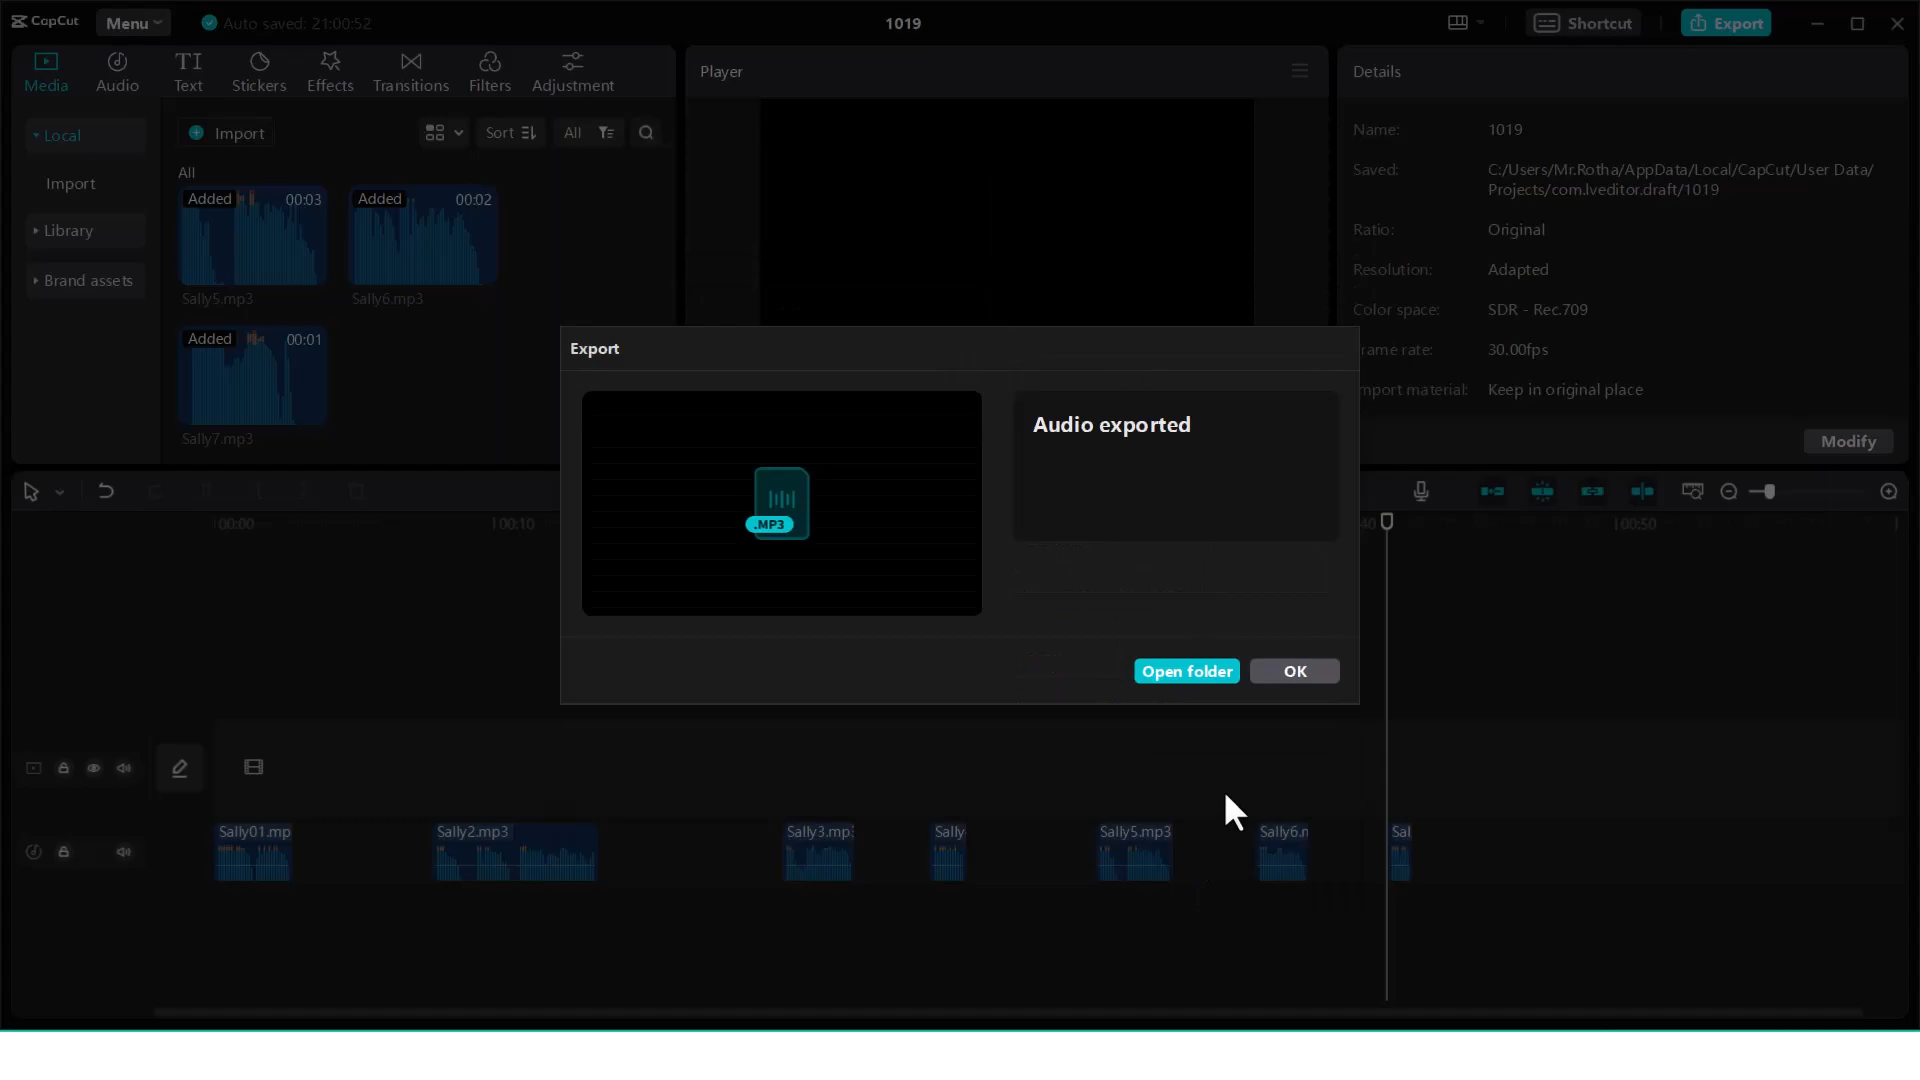 CapCut
Menu
Auto saved: 21:00:52
1019
Shortcut
Export
Media
Audio
TI
Text
Stickers
Effects
Transitions
Filters
Adjustment
Player
Details
Local
Import
Library
Brand assets
Import
Sort
All
All
Added 00:03
Sally5.mp3
Added 00:02
Sally6.mp3
Added 00:01
Sally7.mp3
Name: 1019
Saved: C:/Users/Mr.Rotha/AppData/Local/CapCut/User Data/
Projects/com.lveditor.draft/1019
Ratio: Original
Resolution: Adapted
Color space: SDR - Rec.709
rame rate: 30.00fps
mport material: Keep in original place
Modify
Export
Audio exported
.MP3
Open folder
OK
00:00
00:10
40
00:50
Sally01.mp
Sally2.mp3
Sally3.mp3
Sally
Sally5.mp3
Sally6.n
Sal